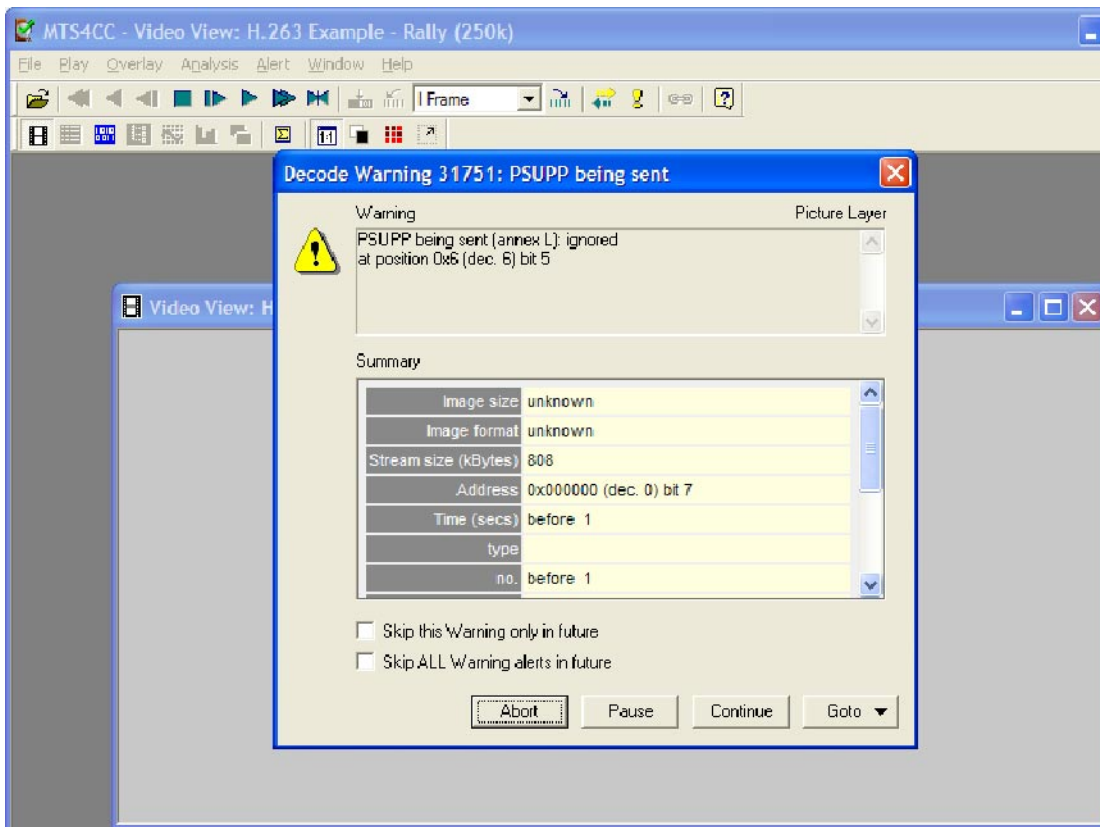 MTS4CC - Video View: H.263 Example - Rally (250k)
File Play Overlay Analysis Alert Window Help
I Frame
1:1
Decode Warning 31751: PSUPP being sent
Warning Picture Layer
PSUPP being sent (annex L): ignored
at position 0x6 (dec. 6) bit 5
Video View: H
Summary
Image size unknown
Image format unknown
Stream size (kBytes) 808
Address 0x000000 (dec. 0) bit 7
Time (secs) before 1
type
no. before 1
Skip this Warning only in future
Skip ALL Warning alerts in future
Abort Pause Continue Goto